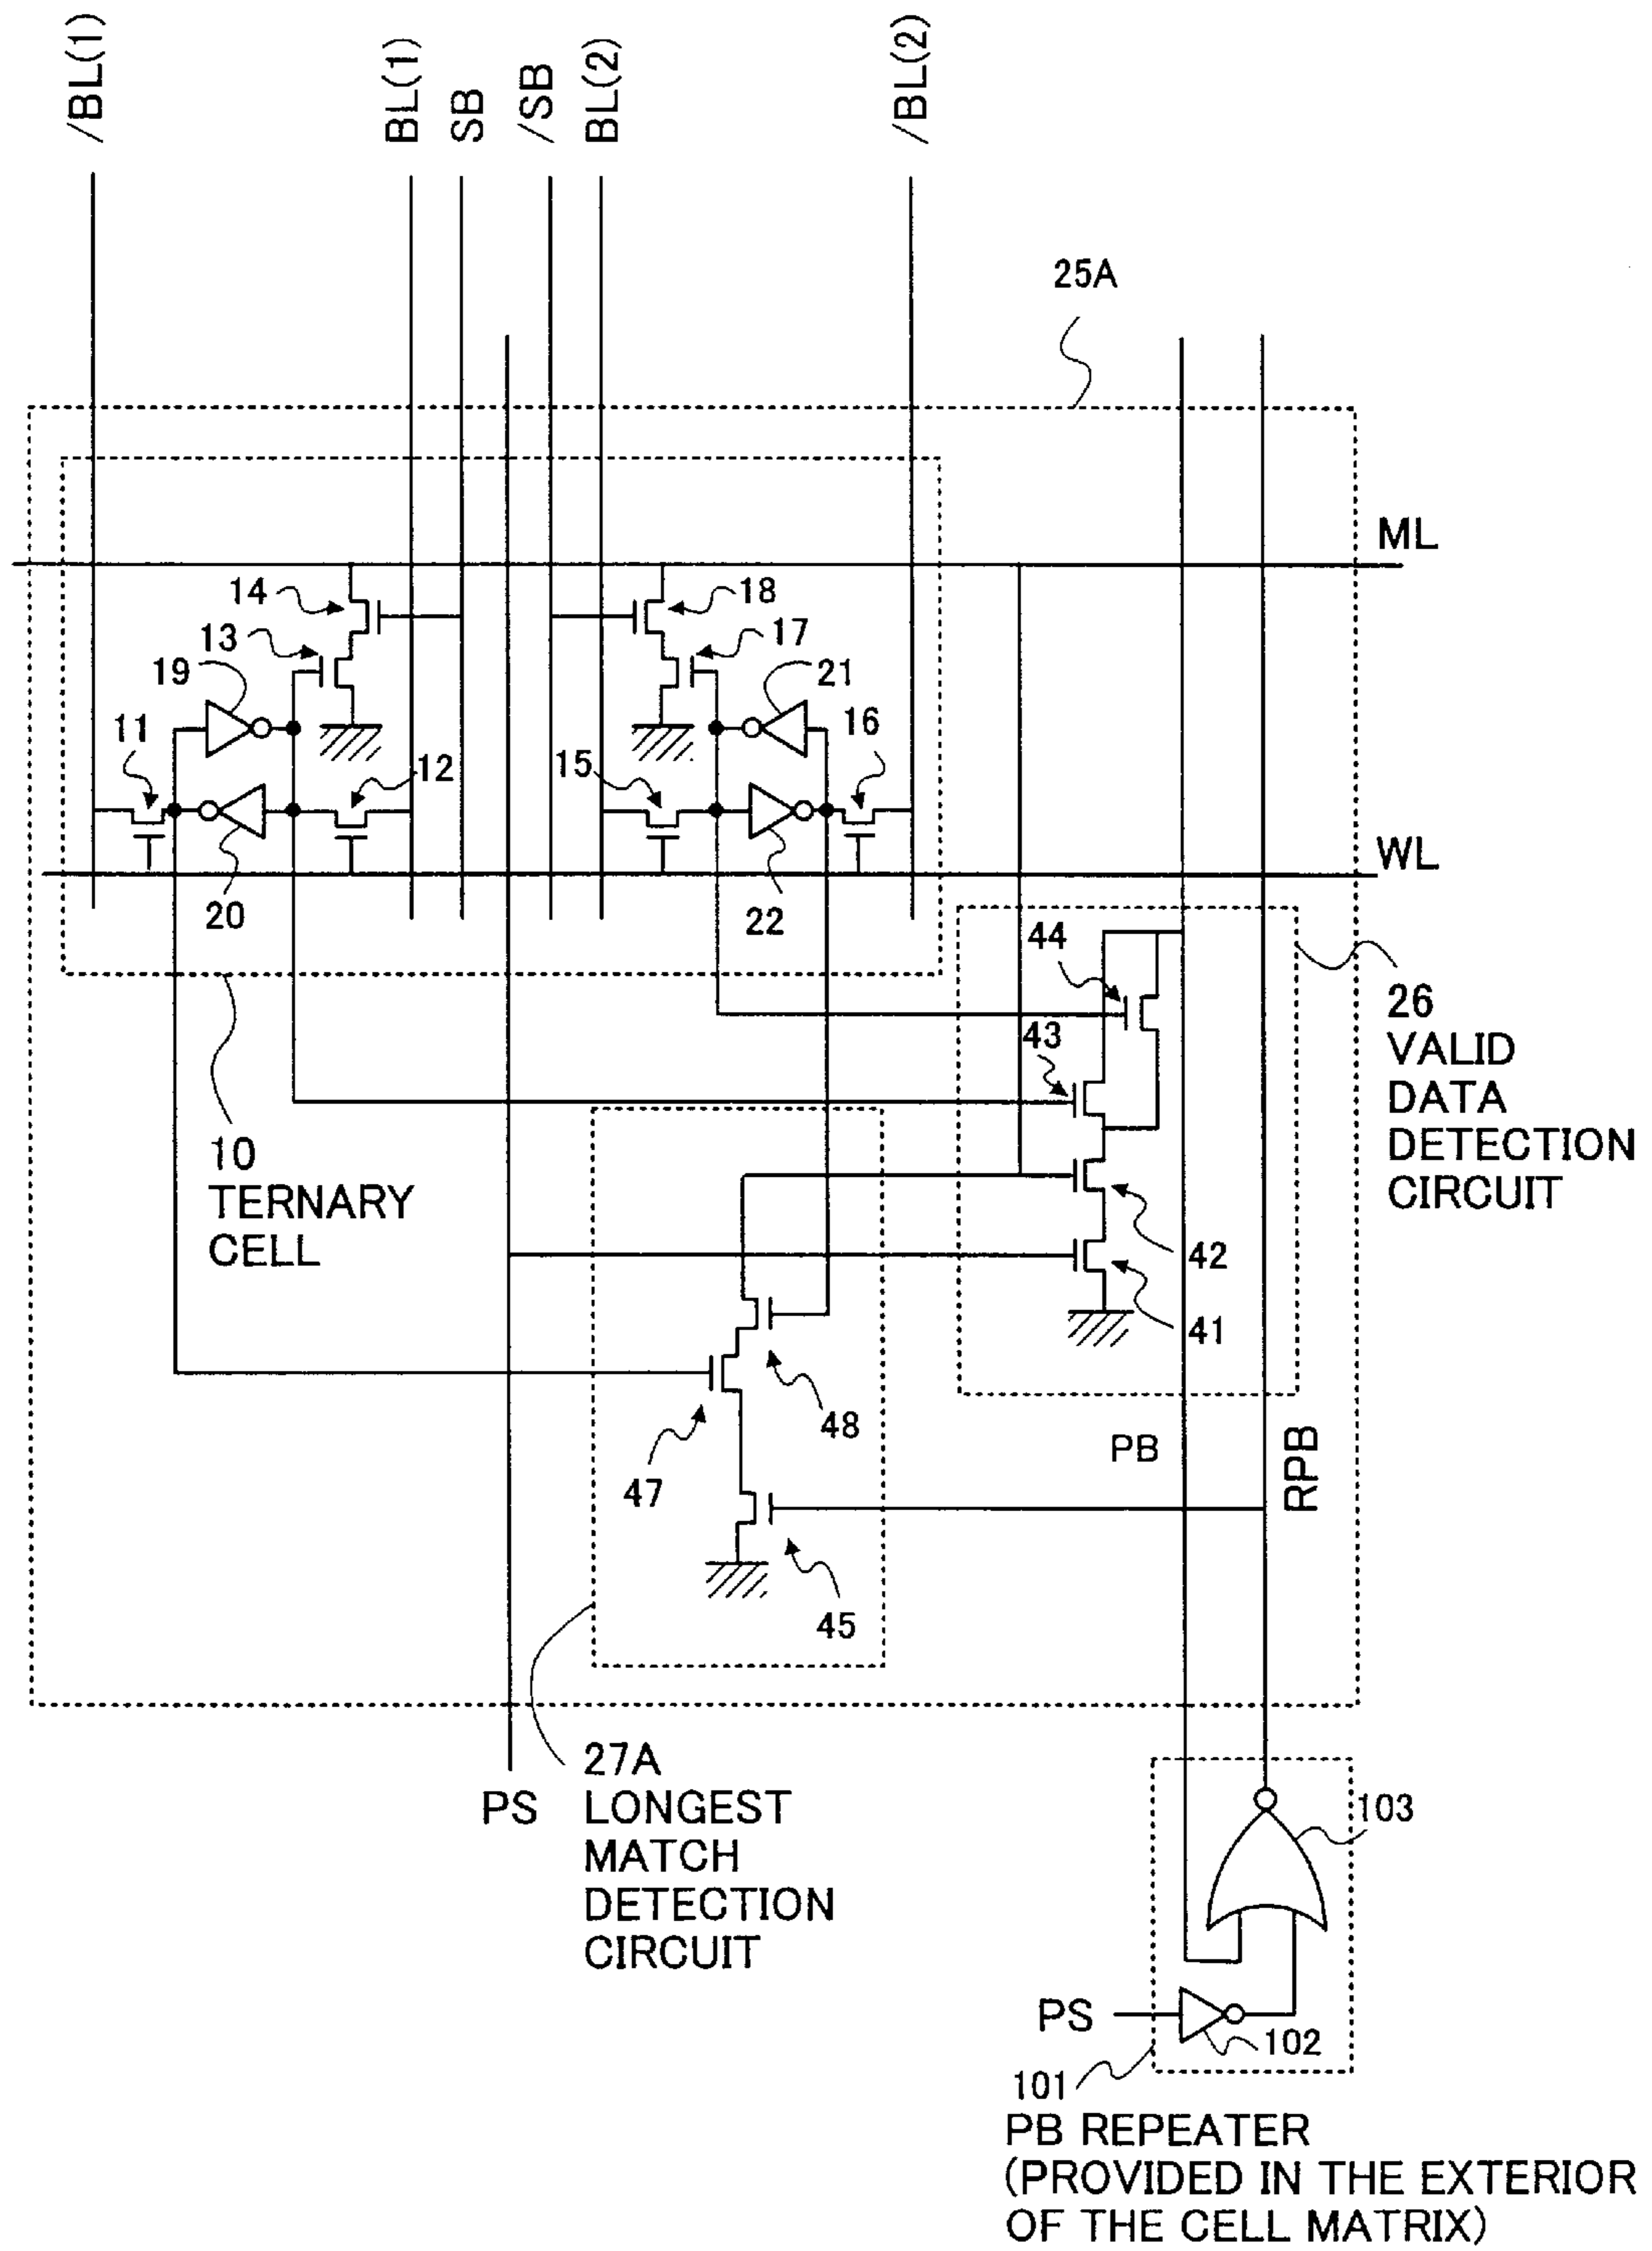 /BL(1)
BL(1)
SB
/SB
BL(2)
/BL(2)
25A
ML
14
18
13
17
19
21
11
16
12
15
WL
20
22
44
26
VALID
DATA
DETECTION
CIRCUIT
43
10
TERNARY
CELL
42
41
48
47
PB
RPB
45
27A
LONGEST
MATCH
DETECTION
CIRCUIT
PS
103
PS
102
101
PB REPEATER
(PROVIDED IN THE EXTERIOR
OF THE CELL MATRIX)